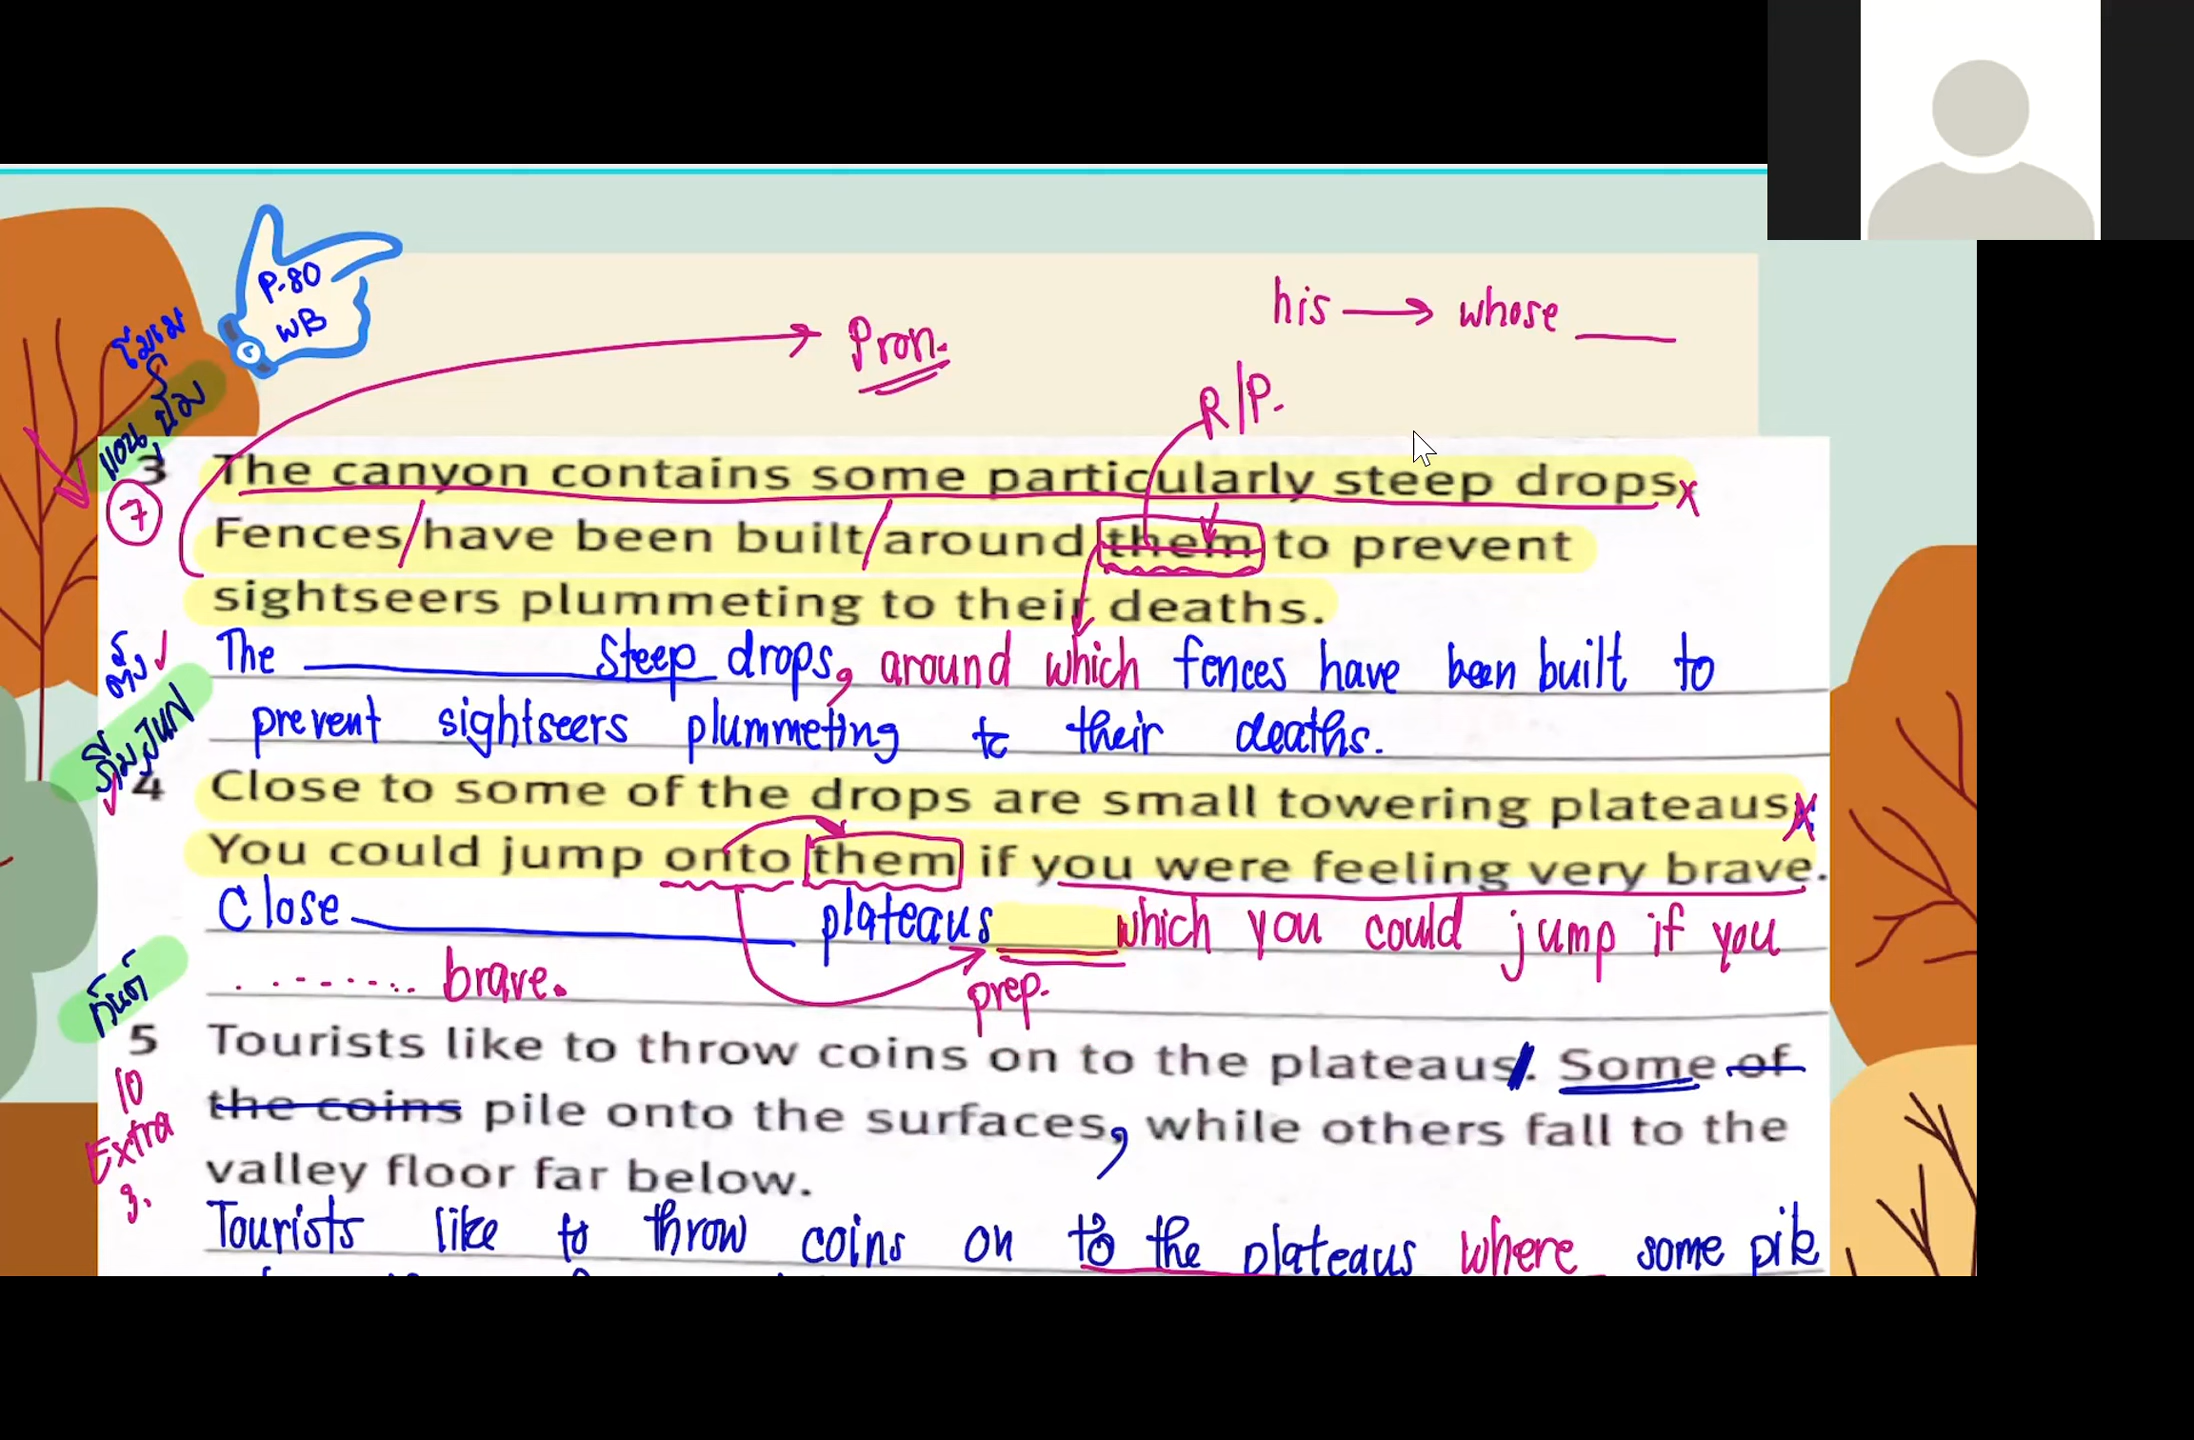 P.80
WB
his → whose ____
Pron.
R/P.
3 The canyon contains some particularly steep drops
7
Fences/have been built/around them to prevent
sightseers plummeting to their deaths.
The ____ steep drops, around which fences have been built to
prevent sightseers plummeting to their deaths.
4 Close to some of the drops are small towering plateaus
You could jump onto them if you were feeling very brave.
Close ____ plateaus ____ which you could jump if you
........ brave.
prep.
5 Tourists like to throw coins on to the plateaus. Some of
the coins pile onto the surfaces, while others fall to the
valley floor far below.
10
Extra
Tourists like to throw coins on to the plateaus where some pile